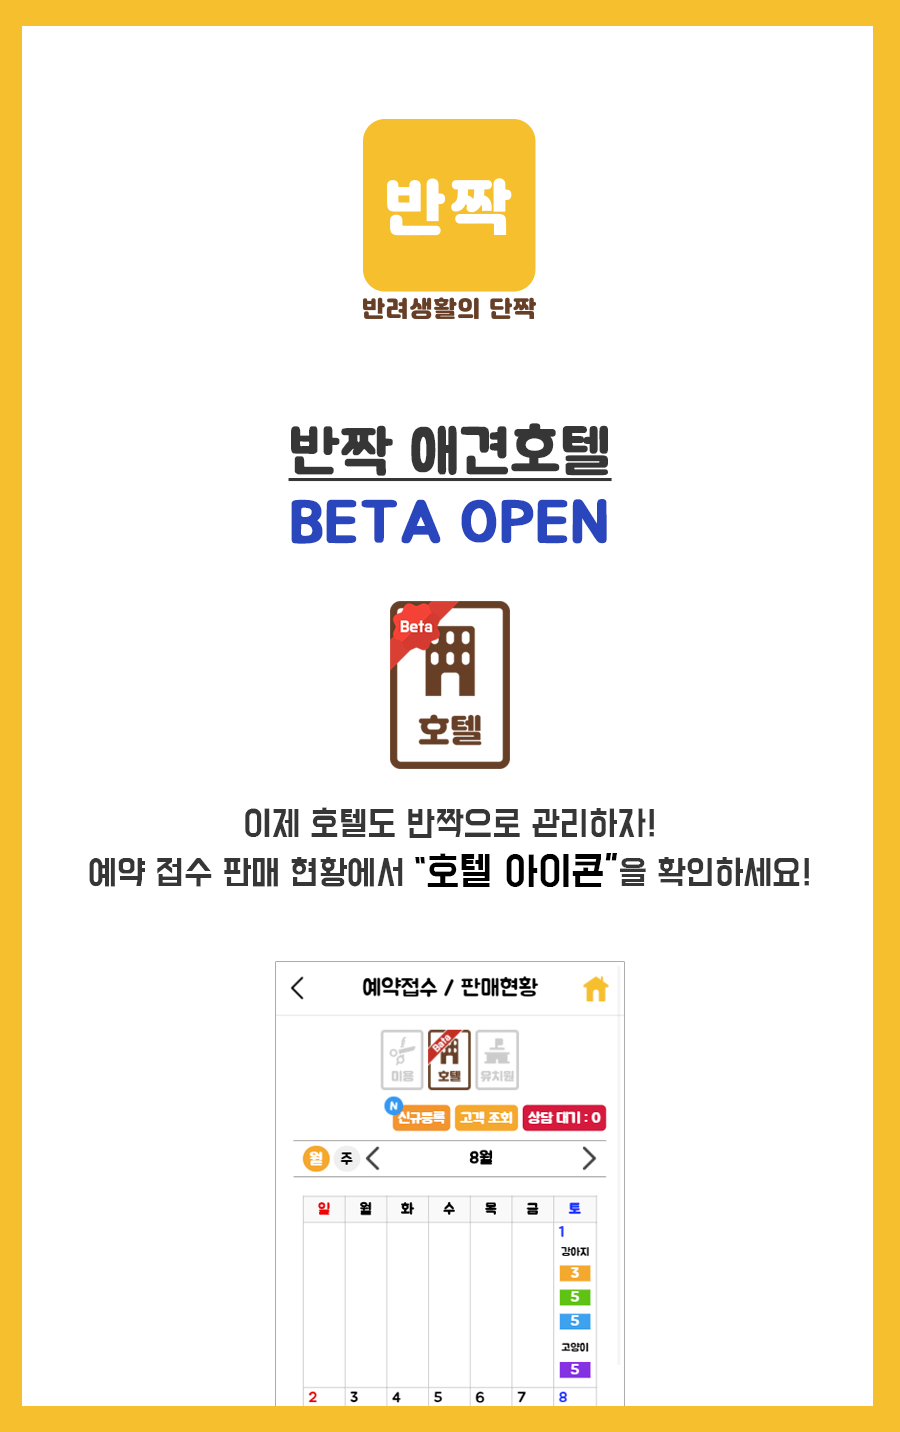 반짝
반려생활의 단짝
반짝 애견호텔
BETA OPEN
Beta
호텔
이제 호텔도 반짝으로 관리하자!
예약 접수 판매 현황에서 “호텔 아이콘”을 확인하세요!
예약접수 / 판매현황
미용 Beta 호텔 유치원
N 신규등록 고객 조회 상담 대기 : 0
월 주 8월
일 월 화 수 목 금 토
1
강아지
3
5
5
고양이
5
2 3 4 5 6 7 8